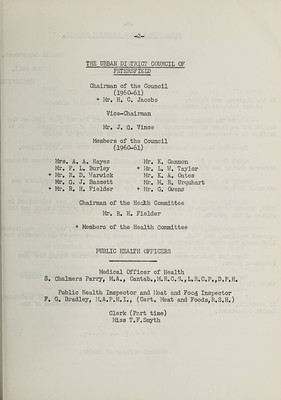 -2-
THE URBAN DISTRICT COUNCIL OF
PETERSFIELD
Chairman of the Council
(1960-61)
+ Mr. H. C. Jacobs
Vice-Chairman
Mr. J. G. Vince
Members of the Council
(1960-61)
Mrs. A. A. Hayes Mr. K. Gammon
Mr. P. L. Burley + Mr. L. W. Taylor
+ Mr. R. D. Warwick Mr. K. A. Oates
Mr. G. J. Bassett Mr. M. R. Urquhart
+ Mr. R. H. Fielder + Mr. G. Owens
Chairman of the Health Committee
Mr. R. H. Fielder
+ Members of the Health Committee
PUBLIC HEALTH OFFICERS
Medical Officer of Health
S. Chalmers Parry, M.A., Cantab.,M.R.C.S.,L.R.C.P.,D.P.H.
Public Health Inspector and Meat and Food Inspector
F. G. Bradley, M.A.P.H.I., (Cert. Meat and Foods,R.S.H.)
Clerk (Part time)
Miss T.F.Smyth